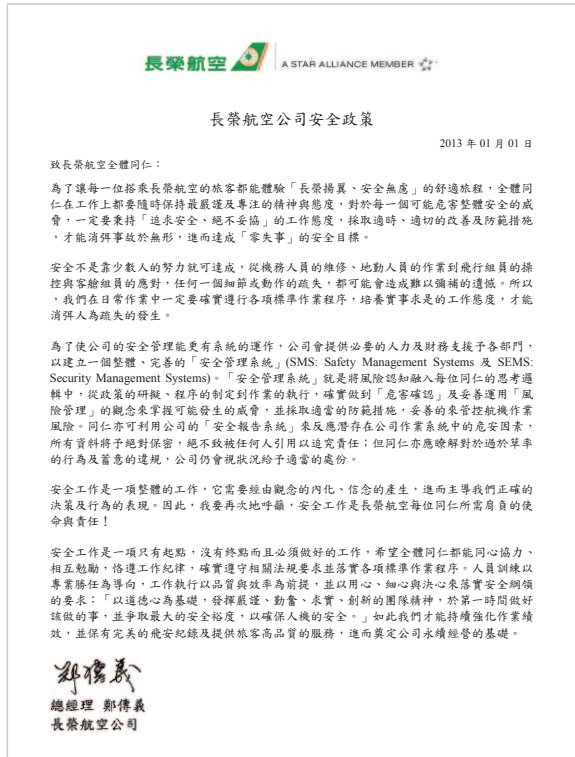 長榮航空 A STAR ALLIANCE MEMBER
長榮航空公司安全政策
2013 年 01 月 01 日
致長榮航空全體同仁：
為了讓每一位搭乘長榮航空的旅客都能體驗「長榮揚翼、安全無慮」的舒適旅程，全體同
仁在工作上都要隨時保持最嚴謹及專注的精神與態度，對於每一個可能危害整體安全的威
脅，一定要秉持「追求安全、絕不妥協」的工作態度，採取適時、適切的改善及防範措施
，才能消弭事故於無形，進而達成「零失事」的安全目標。
安全不是靠少數人的努力就可達成，從機務人員的維修、地勤人員的作業到飛行組員的操
控與客艙組員的應對，任何一個細節或動作的疏失，都可能會造成難以彌補的遺憾。所以
，我們在日常作業中一定要確實遵行各項標準作業程序，培養實事求是的工作態度，才能
消弭人為疏失的發生。
為了使公司的安全管理能更有系統的運作，公司會提供必要的人力及財務支援予各部門，
以建立一個整體、完善的「安全管理系統」(SMS: Safety Management Systems 及 SEMS:
Security Management Systems)。「安全管理系統」就是將風險認知融入每位同仁的思考邏
輯中，從政策的研擬、程序的制定到作業的執行，確實做到「危害確認」及妥善運用「風
險管理」的觀念來掌握可能發生的威脅，並採取適當的防範措施，妥善的來管控航機作業
風險。同仁亦可利用公司的「安全報告系統」來反應潛存在公司作業系統中的危安因素，
所有資料將予絕對保密，絕不致被任何人引用以追究責任；但同仁亦應瞭解對於過於草率
的行為及蓄意的違規，公司仍會視狀況給予適當的處份。
安全工作是一項整體的工作，它需要經由觀念的內化、信念的產生，進而主導我們正確的
決策及行為的表現。因此，我要再次地呼籲，安全工作是長榮航空每位同仁所需肩負的使
命與責任！
安全工作是一項只有起點，沒有終點而且必須做好的工作，希望全體同仁都能同心協力、
相互勉勵，恪遵工作紀律，確實遵守相關法規要求並落實各項標準作業程序。人員訓練以
專業勝任為導向，工作執行以品質與效率為前提，並以用心、細心與決心來落實安全綱領
的要求：「以道德心為基礎，發揮嚴謹、勤奮、求實、創新的團隊精神，於第一時間做好
該做的事，並爭取最大的安全裕度，以確保人機的安全。」如此我們才能持續強化作業績
效，並保有完美的飛安紀錄及提供旅客高品質的服務，進而奠定公司永續經營的基礎。
鄭傳義
總經理 鄭傳義
長榮航空公司